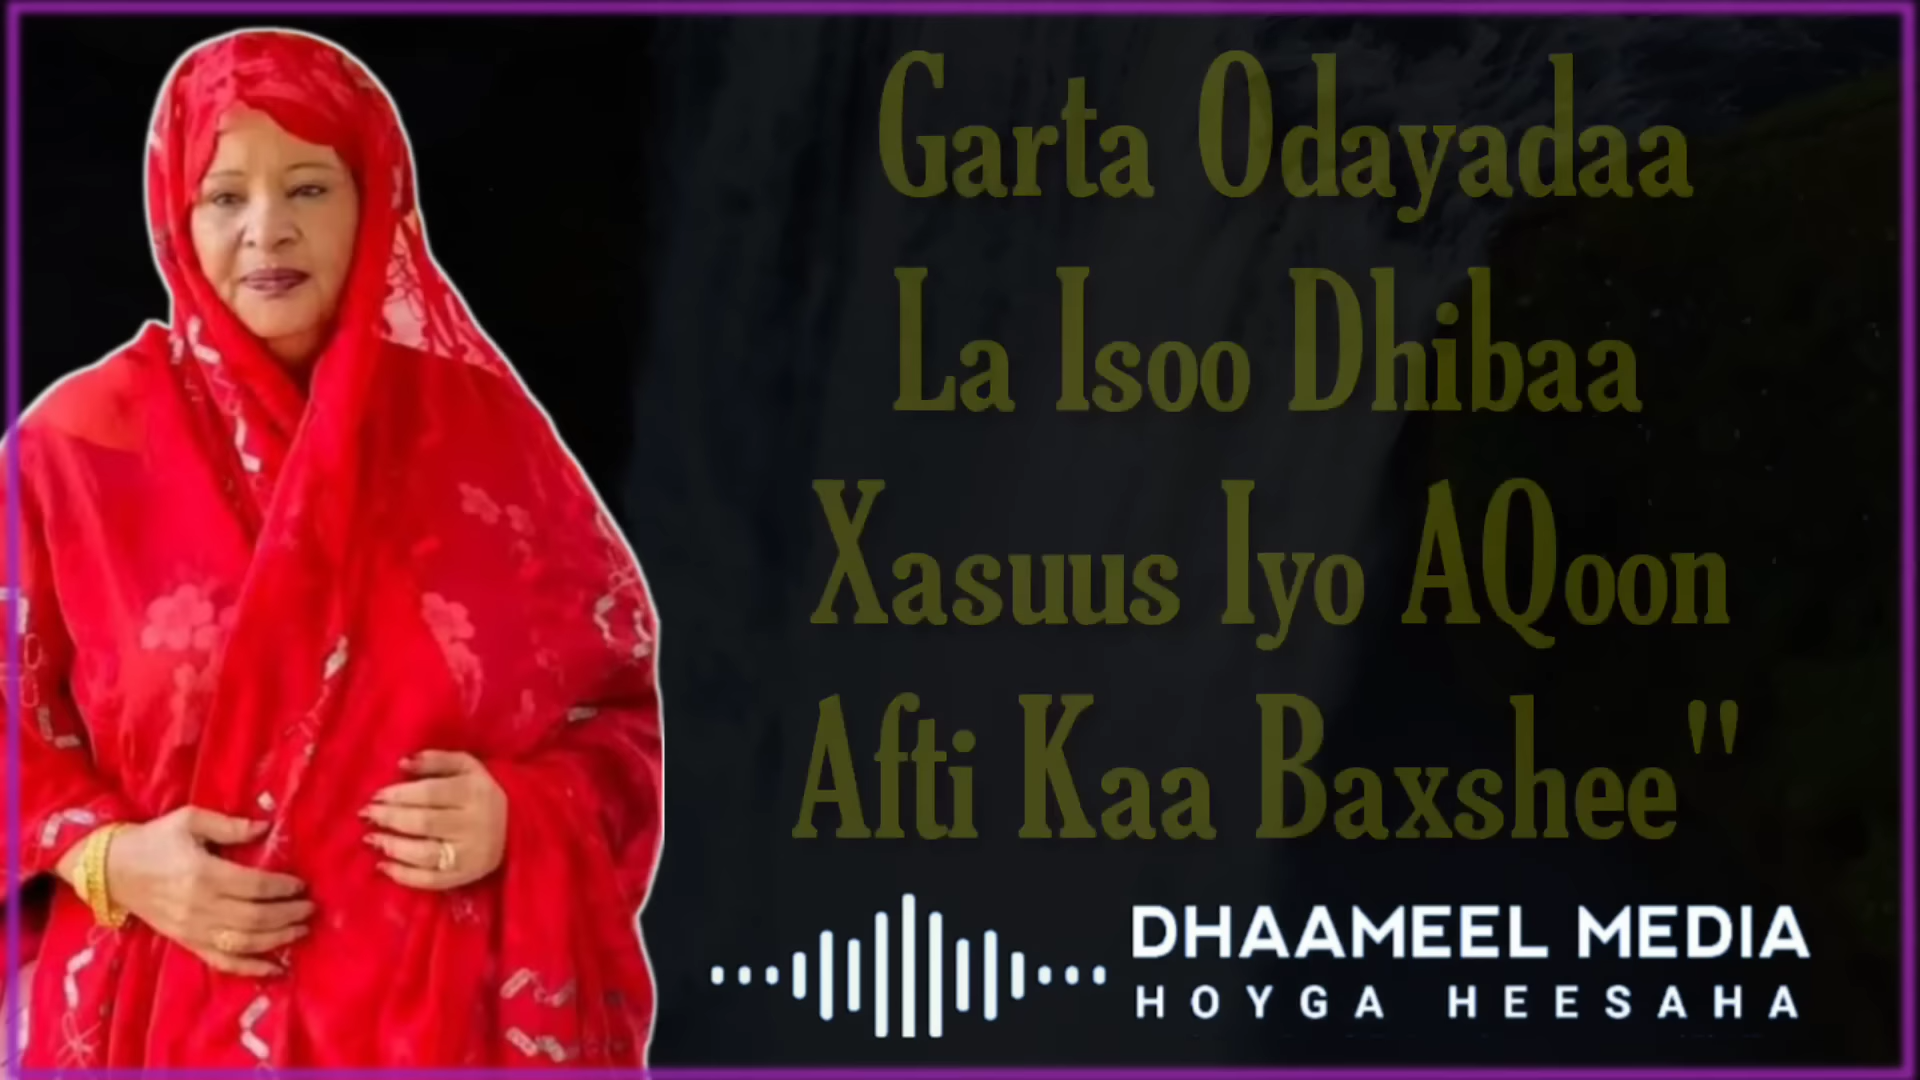 Garta Odayadaa
La Isoo Dhibaa
Xasuus Iyo AQoon
Afti Kaa Baxshee"
DHAAMEEL MEDIA
HOYGA HEESAHA